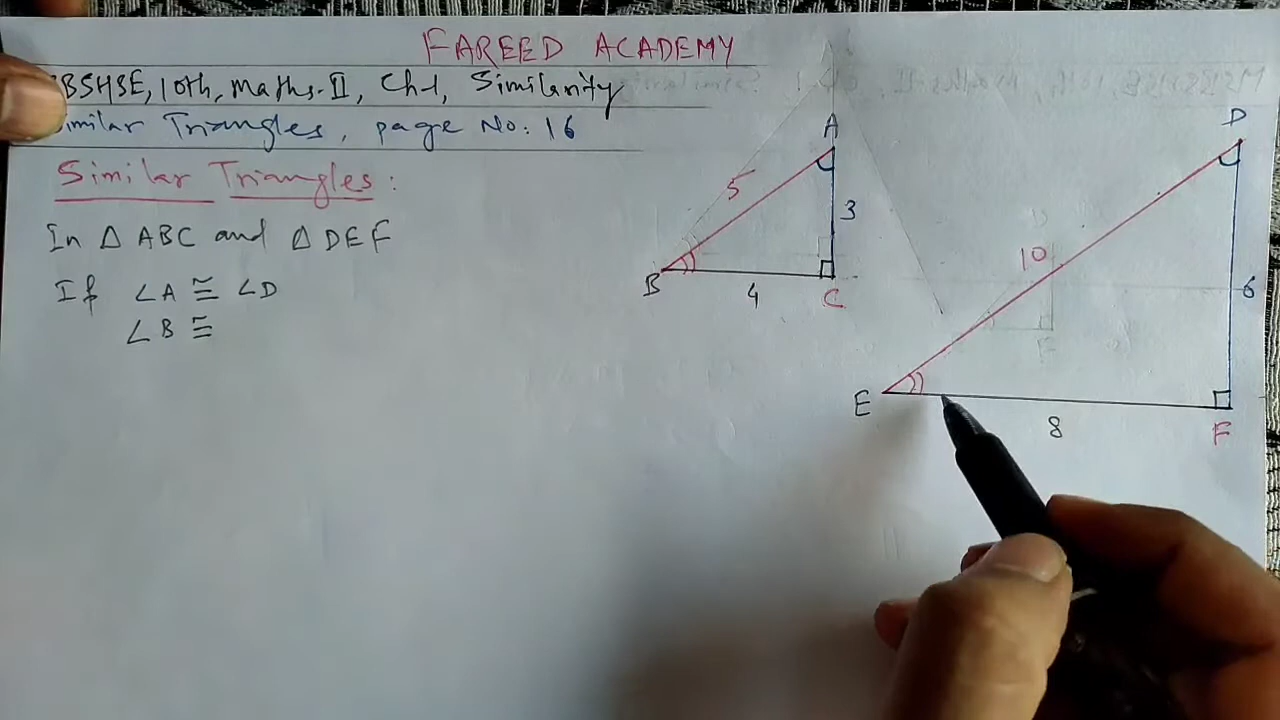 FAREED ACADEMY
BSHSE, 10th, Maths-II, Ch-1, Similarity
imilar Triangles, page No: 16
Similar Triangles:
In △ ABC and △ DEF
If ∠A ≅ ∠D
∠B ≅
A
5
3
B
4
C
D
10
6
E
8
F